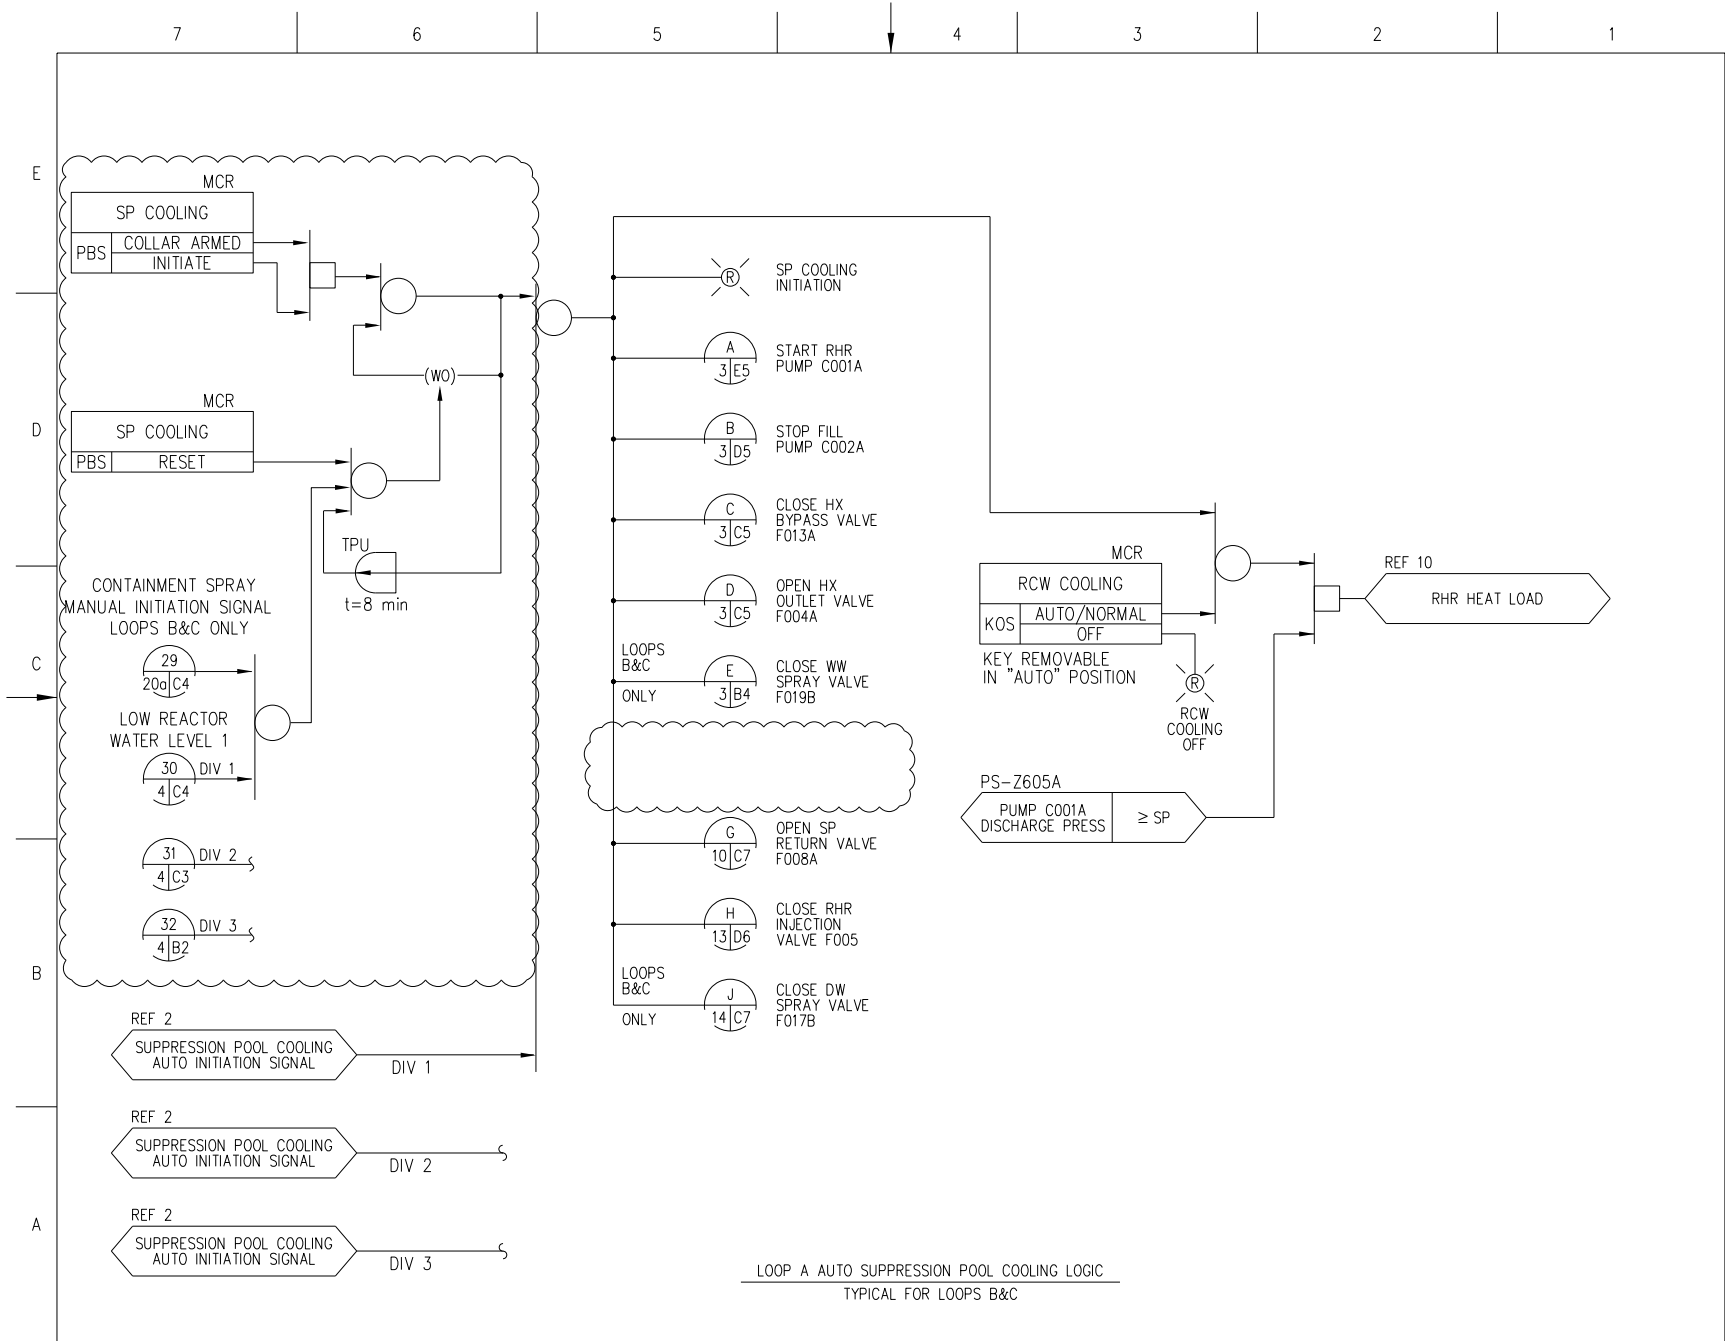 7 6 5 4 3 2 1
E
MCR
SP COOLING
PBS COLLAR ARMED
INITIATE
(WO)
D
MCR
SP COOLING
PBS RESET
TPU
t=8 min
CONTAINMENT SPRAY
MANUAL INITIATION SIGNAL
LOOPS B&C ONLY
C
29
20a C4
LOW REACTOR
WATER LEVEL 1
30 DIV 1
4 C4
31 DIV 2
4 C3
32 DIV 3
4 B2
B
REF 2
SUPPRESSION POOL COOLING
AUTO INITIATION SIGNAL
DIV 1
REF 2
SUPPRESSION POOL COOLING
AUTO INITIATION SIGNAL
DIV 2
A
REF 2
SUPPRESSION POOL COOLING
AUTO INITIATION SIGNAL
DIV 3
R
SP COOLING
INITIATION
A
3 E5
START RHR
PUMP C001A
B
3 D5
STOP FILL
PUMP C002A
C
3 C5
CLOSE HX
BYPASS VALVE
F013A
D
3 C5
OPEN HX
OUTLET VALVE
F004A
LOOPS
B&C
ONLY
E
3 B4
CLOSE WW
SPRAY VALVE
F019B
G
10 C7
OPEN SP
RETURN VALVE
F008A
H
13 D6
CLOSE RHR
INJECTION
VALVE F005
LOOPS
B&C
ONLY
J
14 C7
CLOSE DW
SPRAY VALVE
F017B
MCR
RCW COOLING
KOS AUTO/NORMAL
OFF
KEY REMOVABLE
IN "AUTO" POSITION
R
RCW
COOLING
OFF
REF 10
RHR HEAT LOAD
PS-Z605A
PUMP C001A
DISCHARGE PRESS
≥ SP
LOOP A AUTO SUPPRESSION POOL COOLING LOGIC
TYPICAL FOR LOOPS B&C